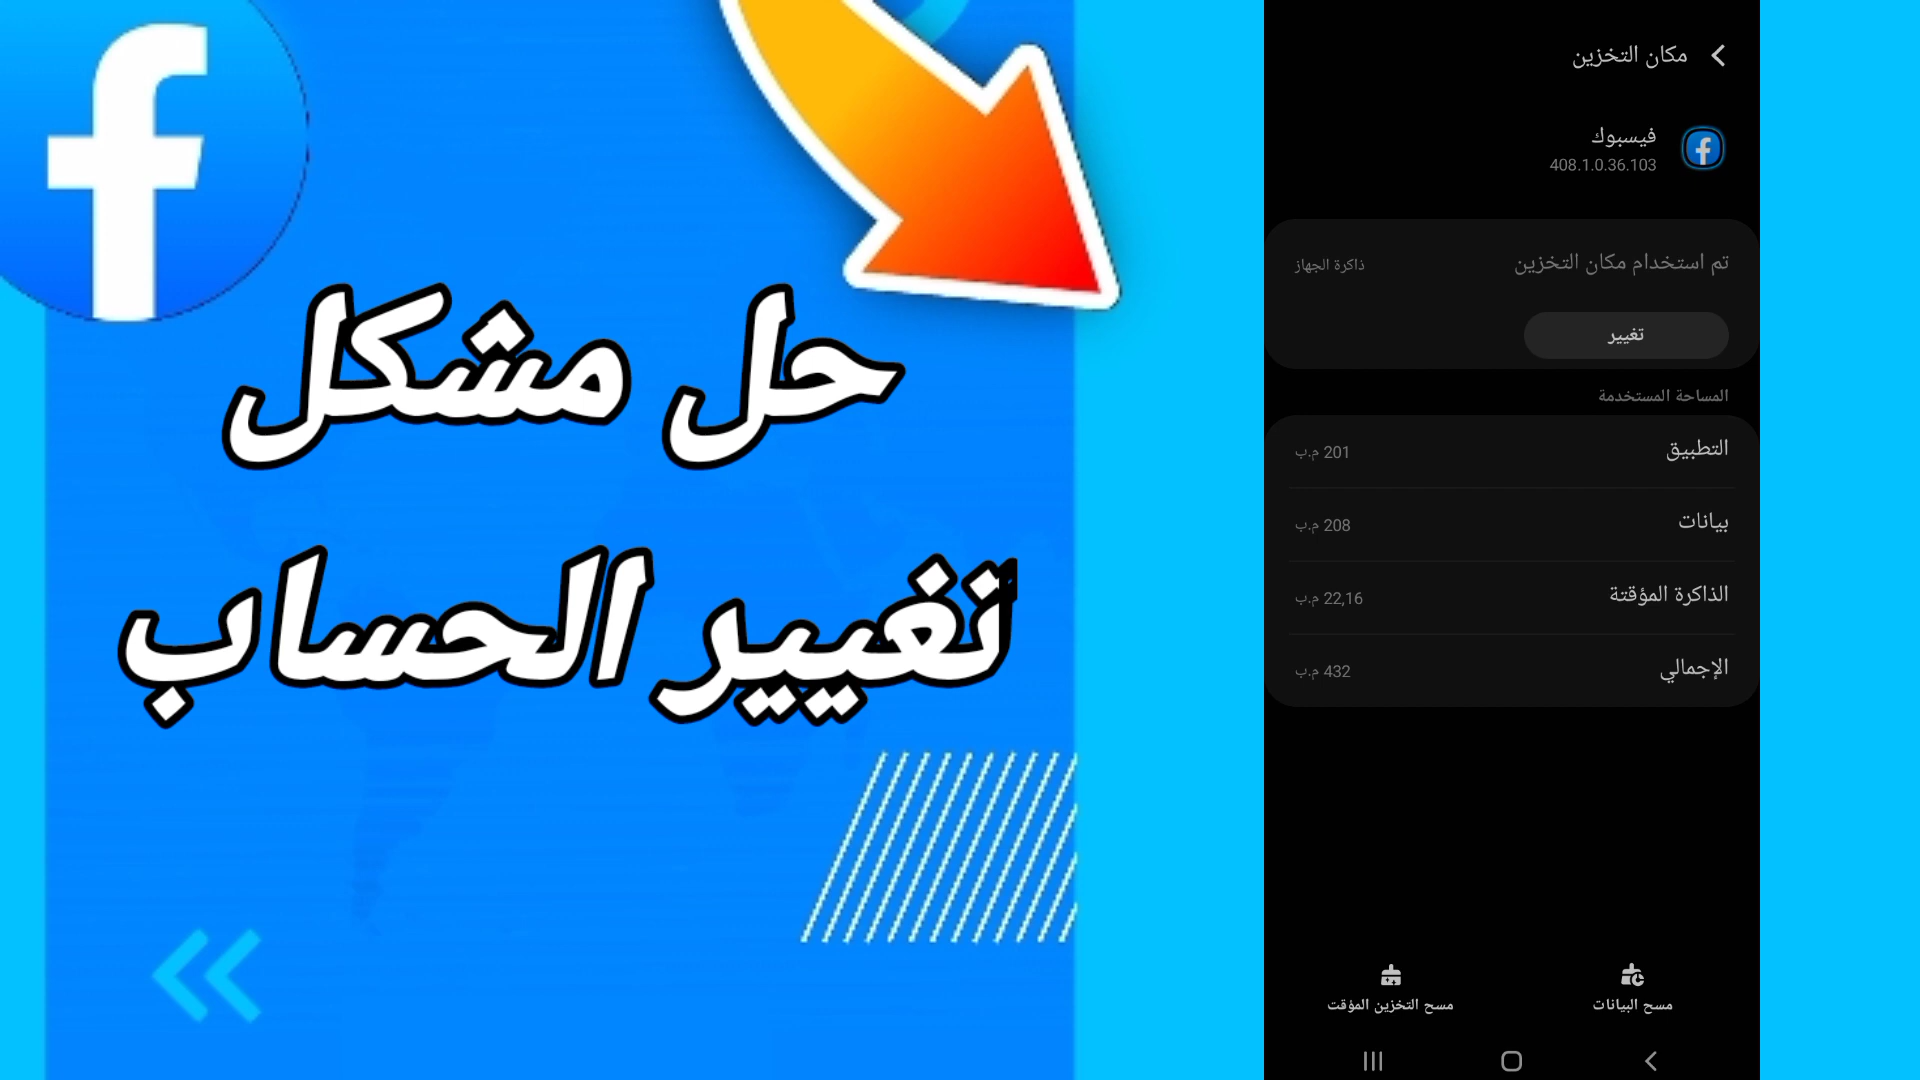 حل مشكل
تغيير الحساب
مكان التخزين
فيسبوك
408.1.0.36.103
تم استخدام مكان التخزين
ذاكرة الجهاز
تغيير
المساحة المستخدمة
التطبيق
201 م.ب
بيانات
208 م.ب
الذاكرة المؤقتة
22,16 م.ب
الإجمالي
432 م.ب
مسح البيانات
مسح التخزين المؤقت